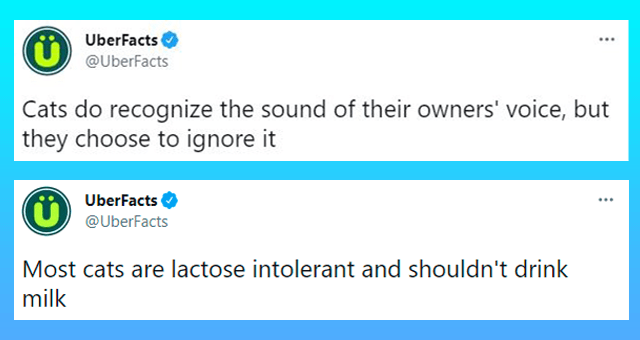 Ü
UberFacts
@UberFacts
Cats do recognize the sound of their owners' voice, but
they choose to ignore it
Ü
UberFacts
@UberFacts
Most cats are lactose intolerant and shouldn't drink
milk